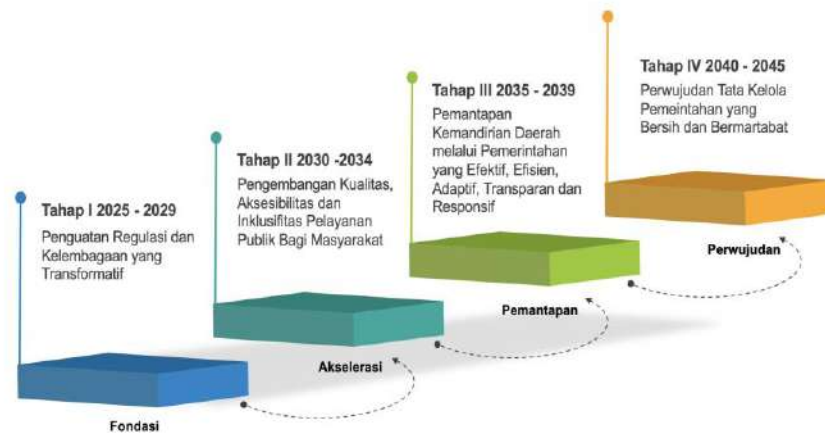 Tahap I 2025 - 2029
Penguatan Regulasi dan
Kelembagaan yang
Transformatif
Fondasi
Tahap II 2030 -2034
Pengembangan Kualitas,
Aksesibilitas dan
Inklusifitas Pelayanan
Publik Bagi Masyarakat
Akselerasi
Tahap III 2035 - 2039
Pemantapan
Kemandirian Daerah
melalui Pemerintahan
yang Efektif, Efisien,
Adaptif, Transparan dan
Responsif
Pemantapan
Tahap IV 2040 - 2045
Perwujudan Tata Kelola
Pemeintahan yang
Bersih dan Bermartabat
Perwujudan